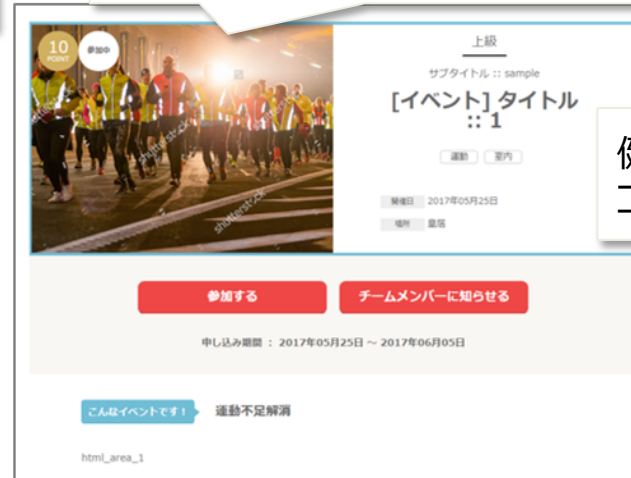 10
POINT
参加中
shutterstock
shutterstock
上級
サブタイトル :: sample
[イベント] タイトル
:: 1
運動
室内
開催日 2017年05月25日
場所 皇居
参加する
チームメンバーに知らせる
申し込み期間 ： 2017年05月25日 ～ 2017年06月05日
こんなイベントです！
運動不足解消
html_area_1